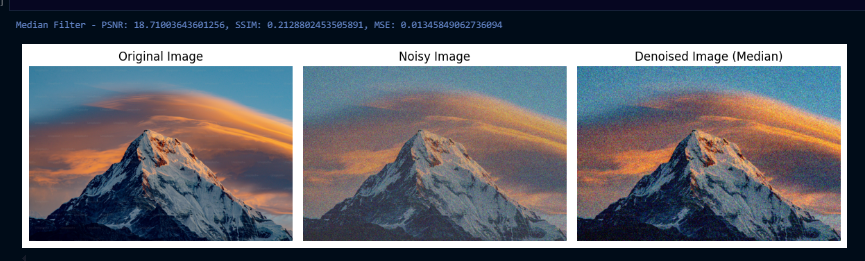 Median Filter - PSNR: 18.71003643601256, SSIM: 0.2128802453505891, MSE: 0.01345849062736094
Original Image
Noisy Image
Denoised Image (Median)